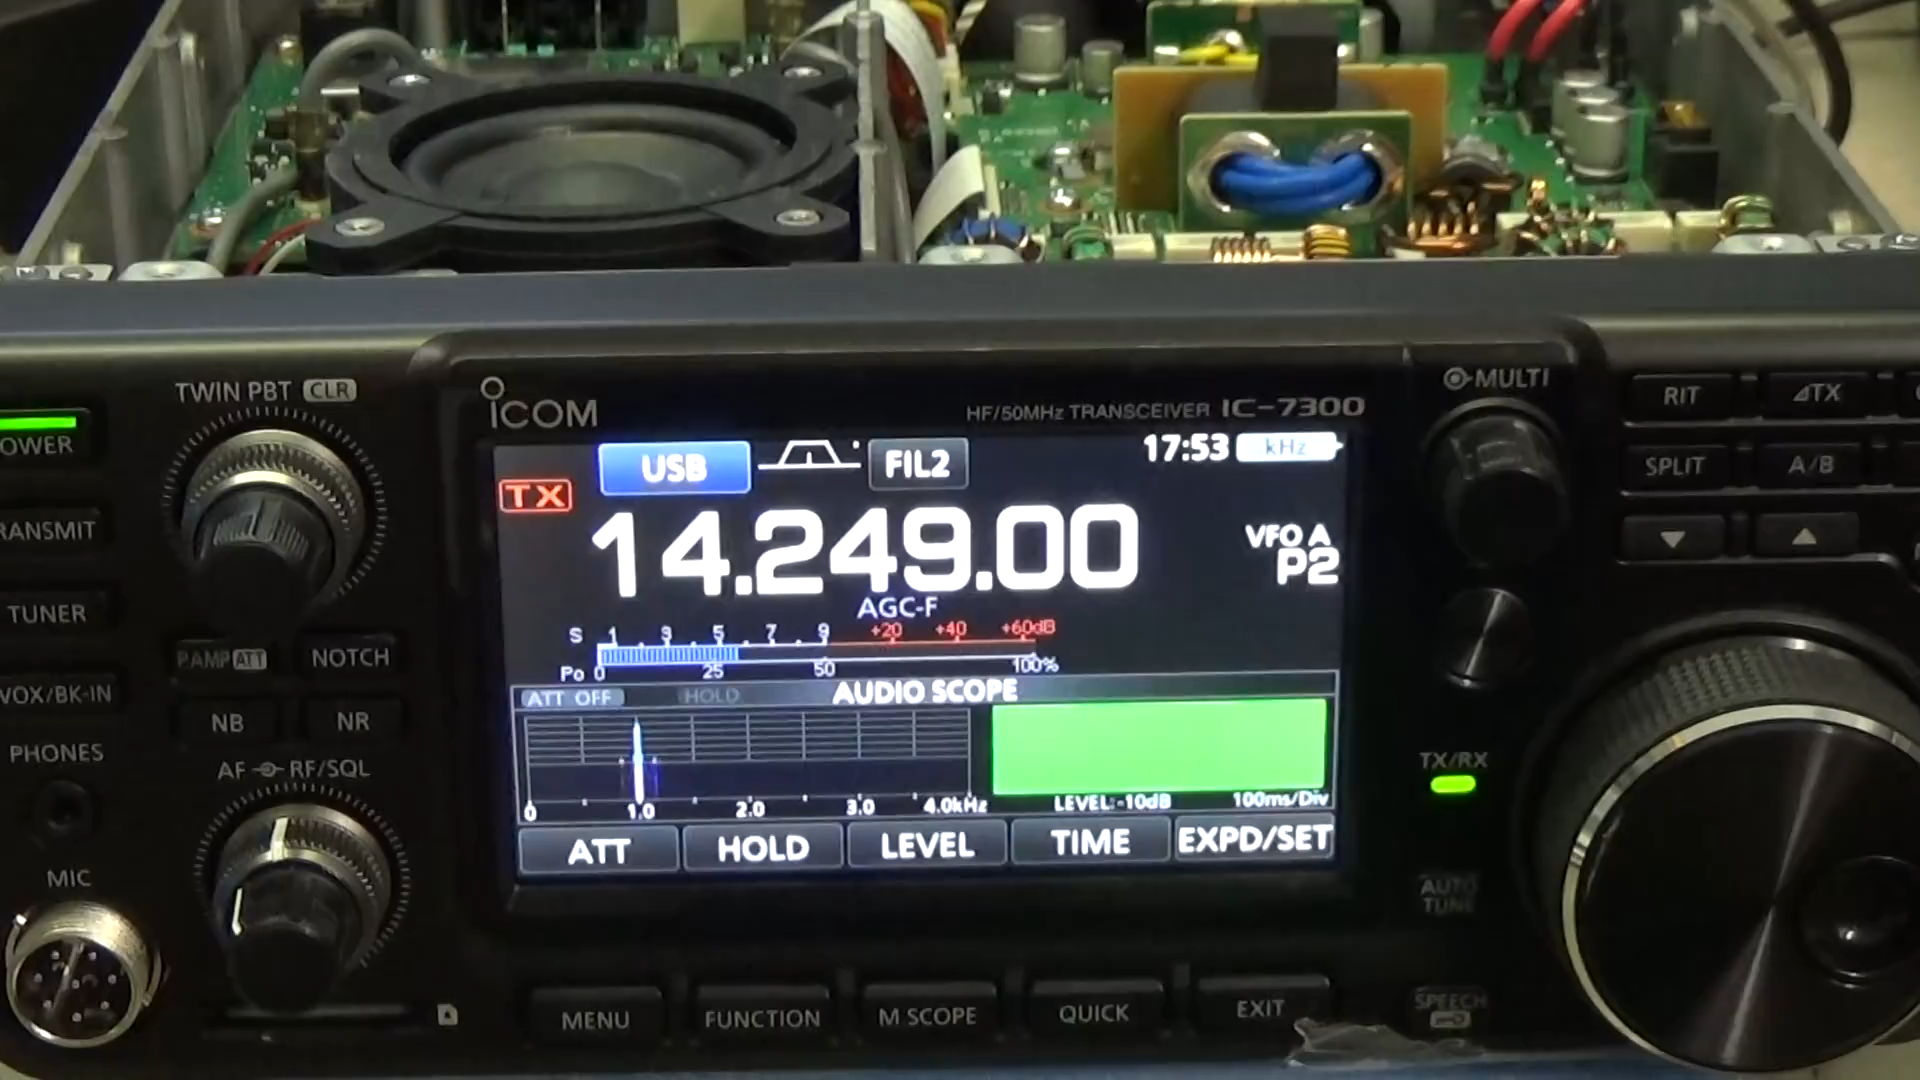 TWIN PBT CLR
ICOM
HF/50MHz TRANSCEIVER IC-7300
MULTI
RIT
ΔTX
OWER
USB
FIL2
17:53 kHz
TX
14.249.00
VFO A
P2
SPLIT
A/B
RANSMIT
TUNER
AGC-F
S 1 3 5 7 9 +20 +40 +60dB
Po 0 25 50 100%
P.AMP ATT
NOTCH
VOX/BK-IN
NB
NR
ATT OFF
HOLD
AUDIO SCOPE
PHONES
AF RF/SQL
0 1.0 2.0 3.0 4.0kHz
LEVEL:-10dB
100ms/Div
TX/RX
ATT
HOLD
LEVEL
TIME
EXPD/SET
MIC
AUTO
TUNE
MENU
FUNCTION
M SCOPE
QUICK
EXIT
SPEECH